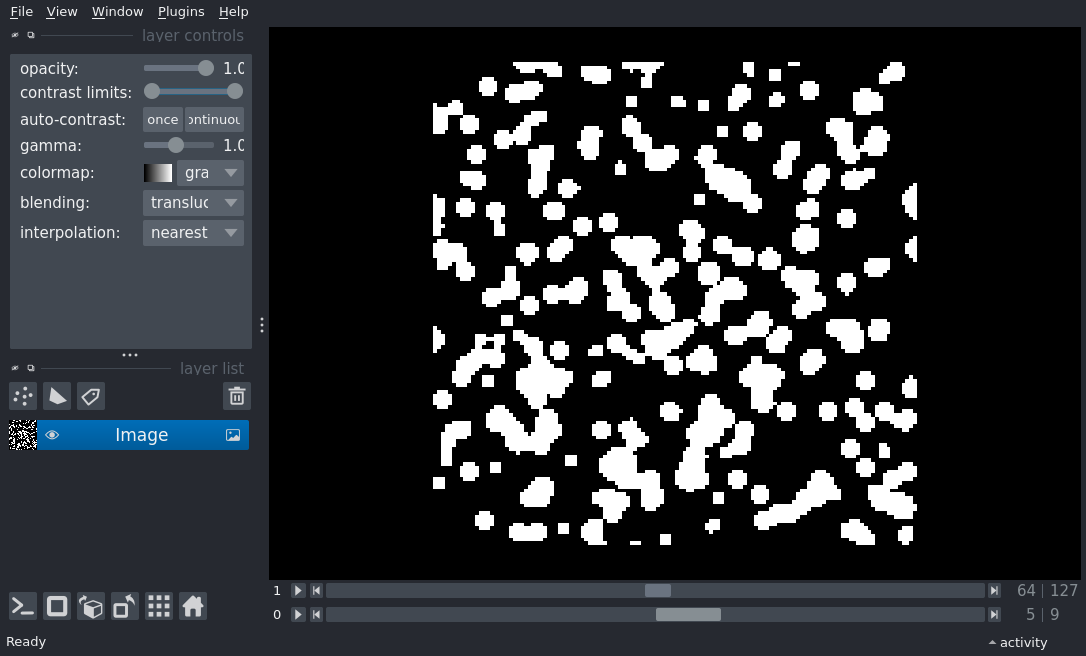 File View Window Plugins Help
layer controls
opacity: 1.0
contrast limits:
auto-contrast: once ontinuou
gamma: 1.0
colormap: gra
blending: transluc
interpolation: nearest
layer list
Image
1 64 | 127
0 5 | 9
Ready activity